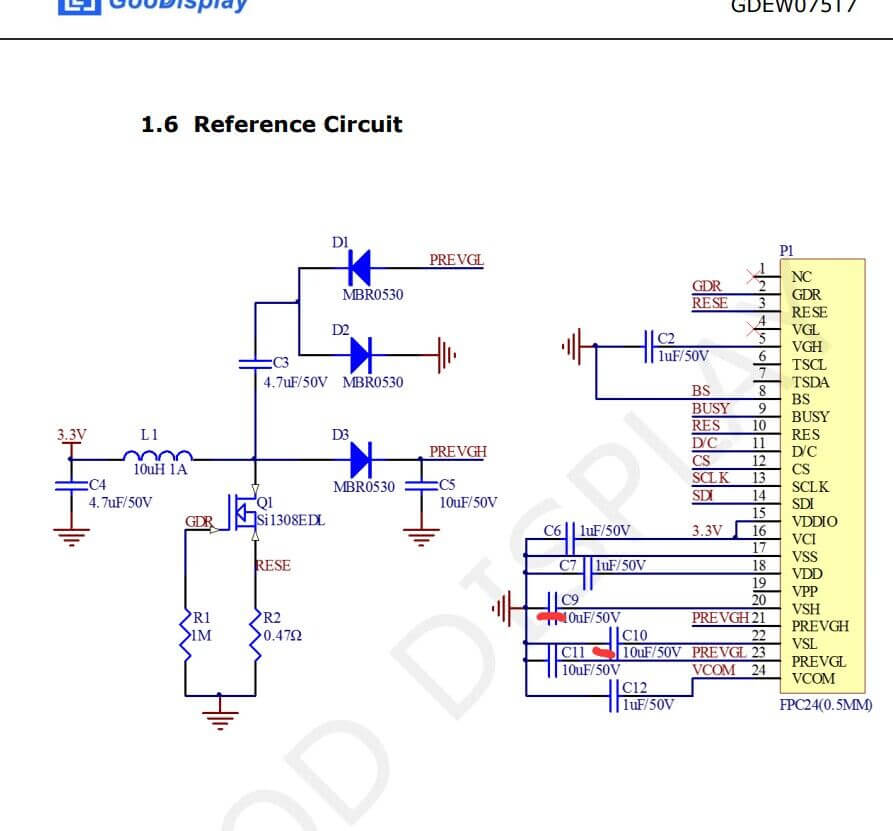 GooDisplay
GDEW075T7
1.6 Reference Circuit
D1
PREVGL
MBR0530
D2
C3
4.7uF/50V
MBR0530
3.3V
L1
10uH 1A
D3
PREVGH
MBR0530
C4
4.7uF/50V
C5
10uF/50V
Q1
GDR
Si1308EDL
RESE
R1
1M
R2
0.47Ω
P1
1
NC
GDR
2
GDR
RESE
3
RESE
4
VGL
C2
1uF/50V
5
VGH
6
TSCL
7
TSDA
BS
8
BS
BUSY
9
BUSY
RES
10
RES
D/C
11
D/C
CS
12
CS
SCLK
13
SCLK
SDI
14
SDI
15
VDDIO
C6
1uF/50V
3.3V
16
VCI
17
VSS
C7
1uF/50V
18
VDD
19
VPP
C9
10uF/50V
20
VSH
PREVGH
21
PREVGH
C10
10uF/50V
22
VSL
C11
10uF/50V
PREVGL
23
PREVGL
VCOM
24
VCOM
C12
1uF/50V
FPC24(0.5MM)
OOD DISPLAY